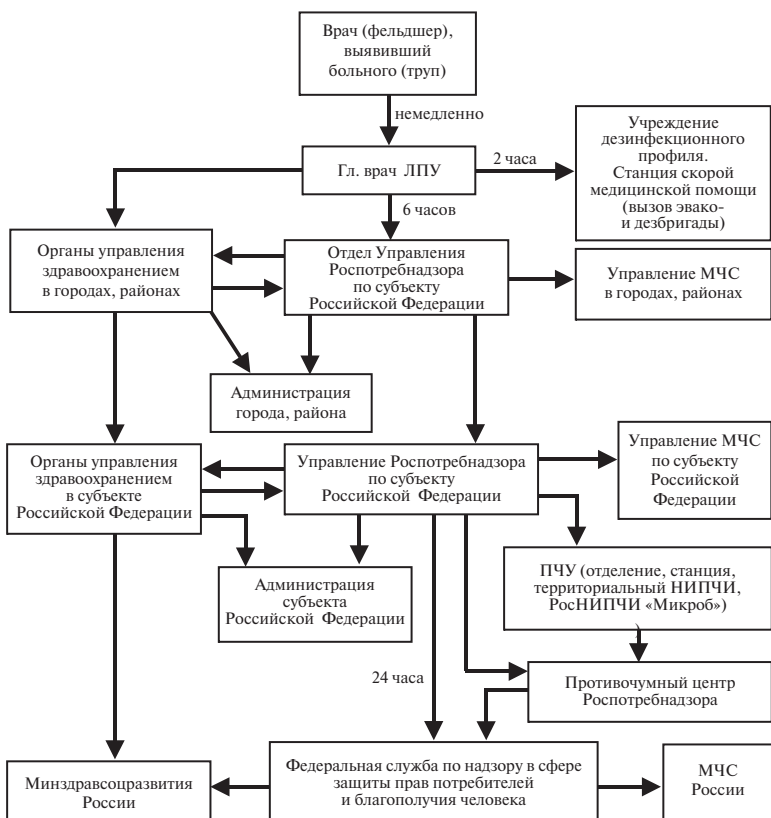 Врач (фельдшер),
выявивший
больного (труп)
немедленно
Гл. врач ЛПУ
2 часа
Учреждение
дезинфекционного
профиля.
Станция скорой
медицинской помощи
(вызов эвако-
и дезбригады)
6 часов
Органы управления
здравоохранением
в городах, районах
Отдел Управления
Роспотребнадзора
по субъекту
Российской Федерации
Управление МЧС
в городах, районах
Администрация
города, района
Органы управления
здравоохранением
в субъекте
Российской Федерации
Управление Роспотребнадзора
по субъекту
Российской Федерации
Управление МЧС
по субъекту
Российской
Федерации
Администрация
субъекта
Российской Федерации
ПЧУ (отделение, станция,
территориальный НИПЧИ,
РосНИПЧИ «Микроб»)
)
24 часа
Противочумный центр
Роспотребнадзора
Минздравсоцразвития
России
Федеральная служба по надзору в сфере
защиты прав потребителей
и благополучия человека
МЧС
России